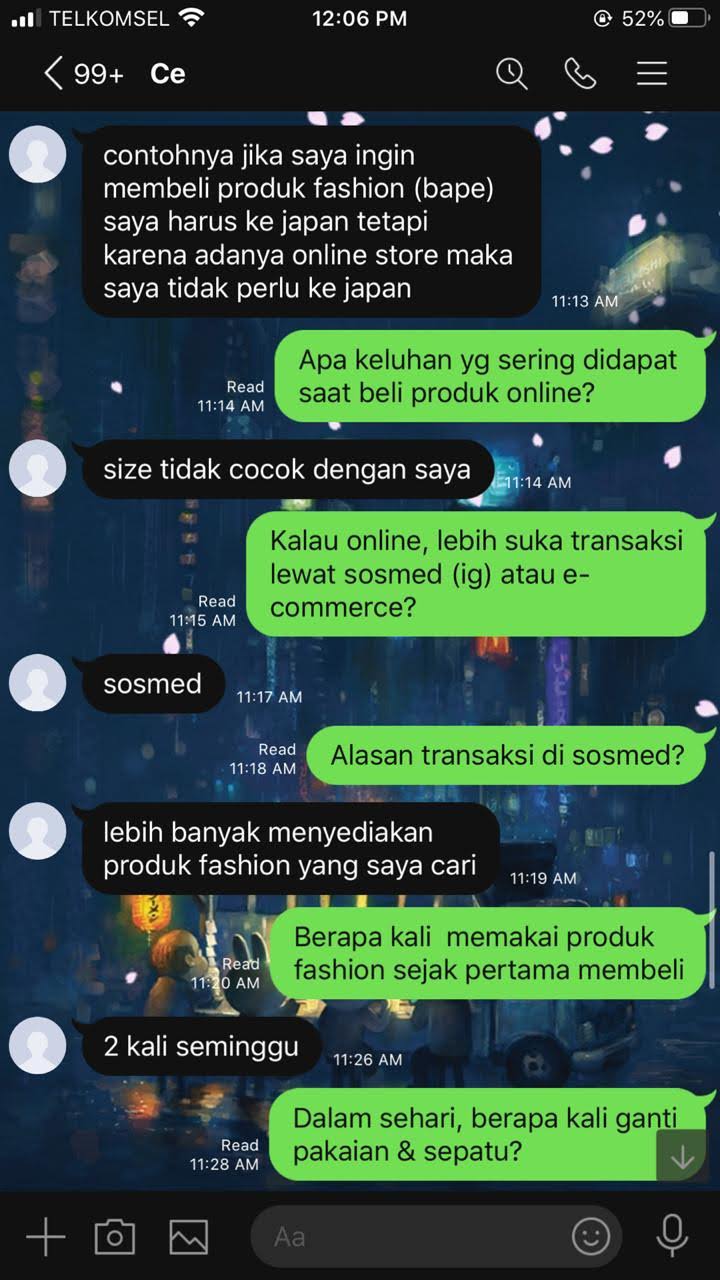 TELKOMSEL 12:06 PM 52%
99+ Ce
contohnya jika saya ingin
membeli produk fashion (bape)
saya harus ke japan tetapi
karena adanya online store maka
saya tidak perlu ke japan
11:13 AM
Apa keluhan yg sering didapat
saat beli produk online?
Read
11:14 AM
size tidak cocok dengan saya
11:14 AM
Kalau online, lebih suka transaksi
lewat sosmed (ig) atau e-
commerce?
Read
11:15 AM
sosmed
11:17 AM
Alasan transaksi di sosmed?
Read
11:18 AM
lebih banyak menyediakan
produk fashion yang saya cari
11:19 AM
Berapa kali  memakai produk
fashion sejak pertama membeli
Read
11:20 AM
2 kali seminggu
11:26 AM
Dalam sehari, berapa kali ganti
pakaian & sepatu?
Read
11:28 AM
Aa